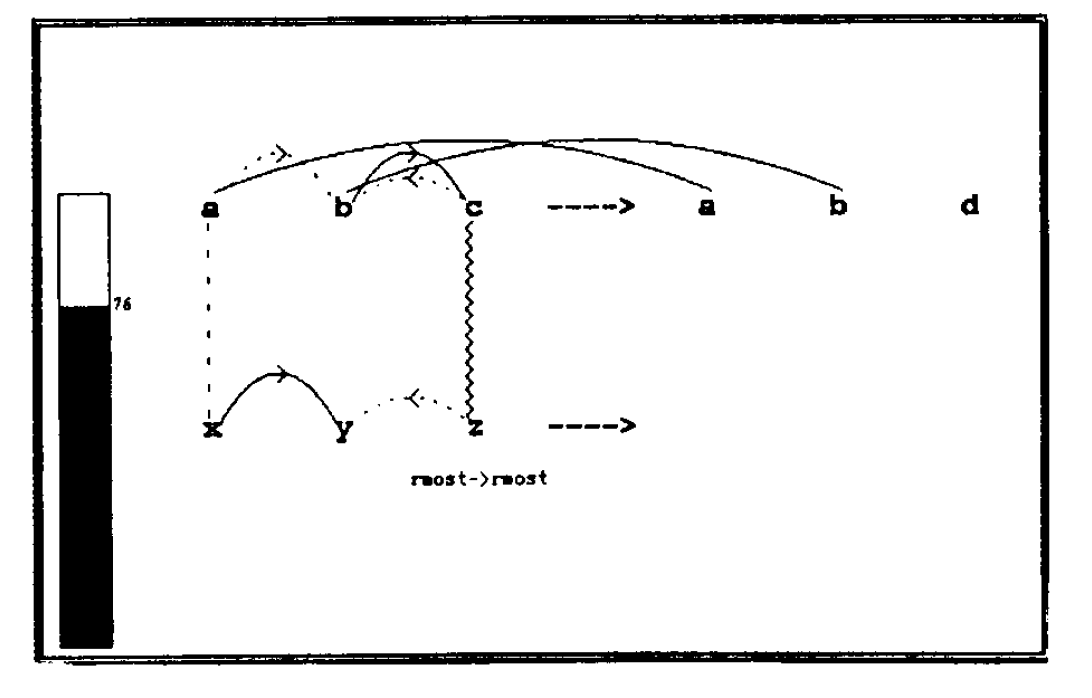 a b c ----> a b d
76
x y z ---->
rmost->rmost